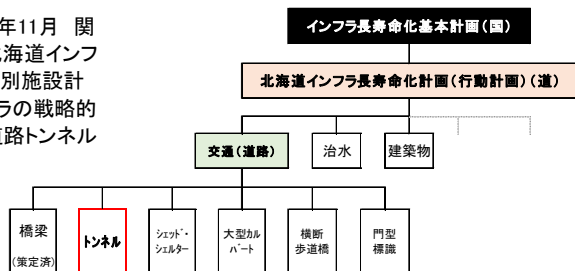 年11月 関
北海道インフ
別施設計
ラの戦略的
道路トンネル
インフラ長寿命化基本計画(国)
北海道インフラ長寿命化計画(行動計画)(道)
交通(道路)
治水
建築物
橋梁
(策定済)
トンネル
シェッド・
シェルター
大型カル
バート
横断
歩道橋
門型
標識